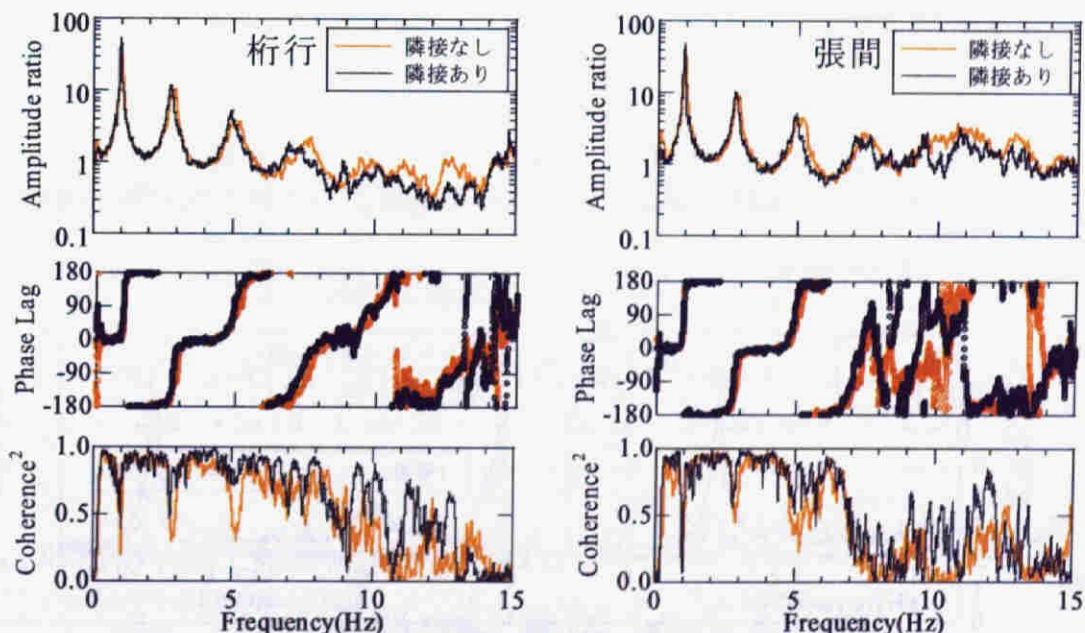 100
10
1
0.1
Amplitude ratio
桁行
隣接なし
隣接あり
180
90
0
-90
-180
Phase Lag
1.0
0.5
0.0
Coherence²
0 5 10 15
Frequency(Hz)
100
10
1
0.1
Amplitude ratio
張間
隣接なし
隣接あり
180
90
0
-90
-180
Phase Lag
1.0
0.5
0.0
Coherence²
0 5 10 15
Frequency(Hz)